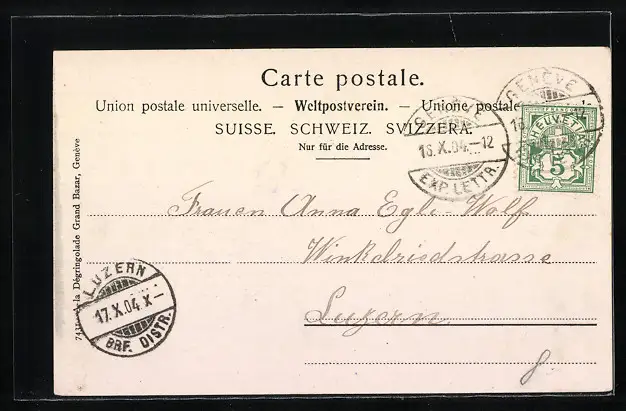 Carte postale.
Union postale universelle. — Weltpostverein. — Unione postale
SUISSE. SCHWEIZ. SVIZZERA.
Nur für die Adresse.
GENÈVE
16.X.04.-12
EXP. LETTR.
GENÈVE
HELVETIA
5
Frauen Anna Egli-Wolf
Winkelriedstrasse
Luzern
LUZERN
17.X.04 X-
BRF. DISTR.
la Dégringolade Grand Bazar, Genève